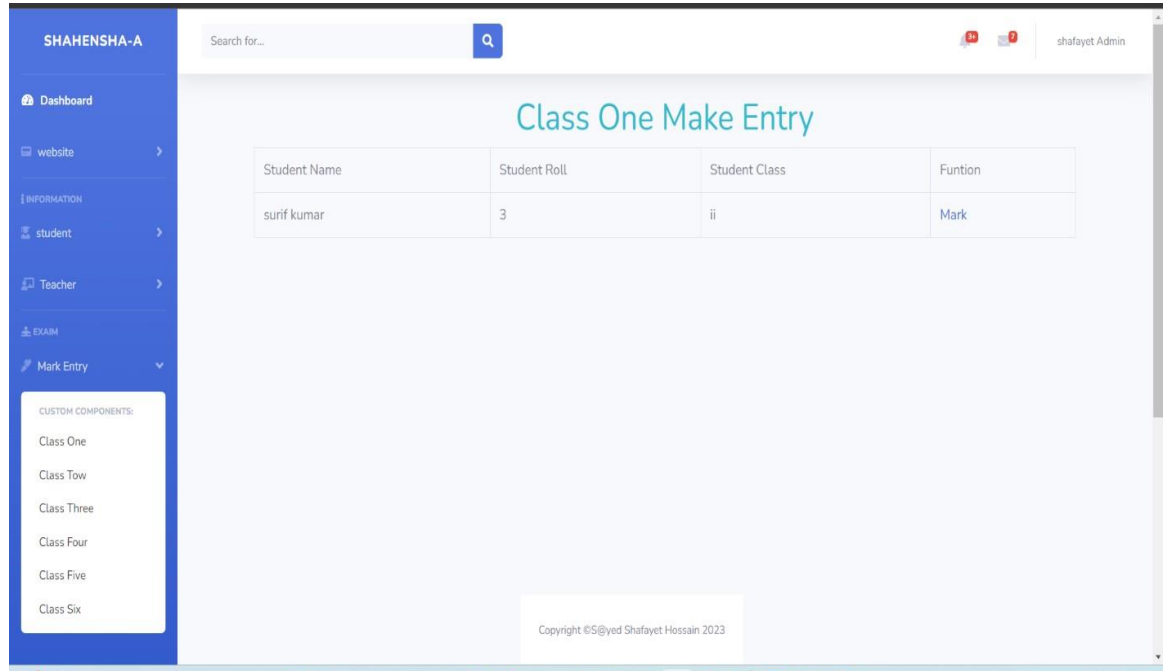 SHAHENSHA-A
Search for...
3+
7
shafayet Admin
Dashboard
website
INFORMATION
student
Teacher
EXAIM
Mark Entry
CUSTOM COMPONENTS:
Class One
Class Tow
Class Three
Class Four
Class Five
Class Six
Class One Make Entry
Student Name Student Roll Student Class Funtion
surif kumar 3 ii Mark
Copyright ©S@yed Shafayet Hossain 2023